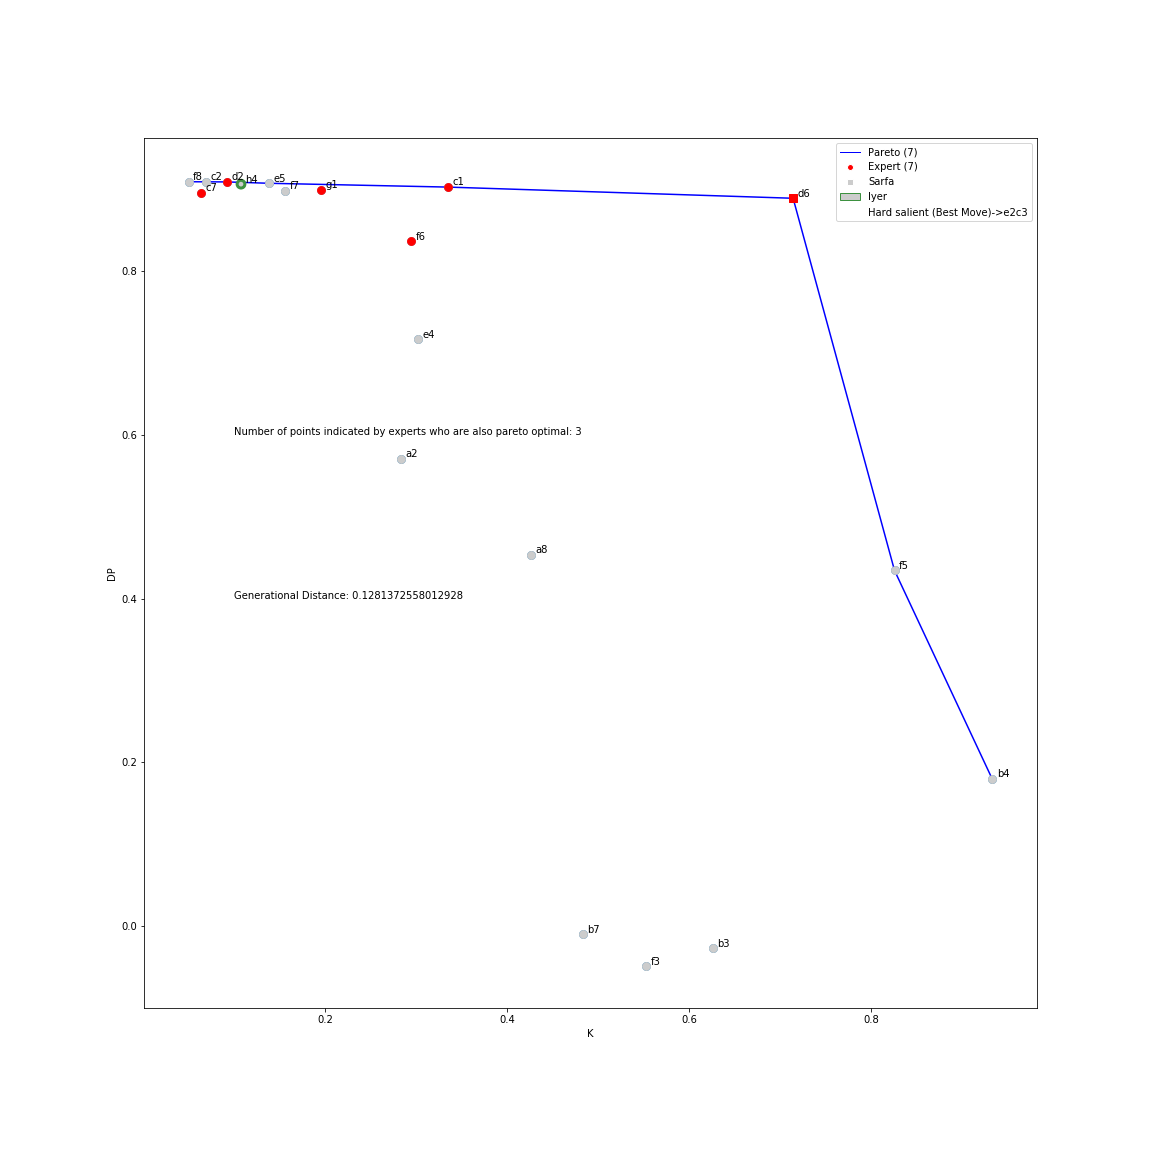 Pareto (7)
Expert (7)
Sarfa
Iyer
Hard salient (Best Move)->e2c3
f8
c2
d2
h4
e5
f7
c7
g1
c1
d6
f6
e4
Number of points indicated by experts who are also pareto optimal: 3
a2
a8
f5
Generational Distance: 0.1281372558012928
b4
b7
b3
f3
0.8
0.6
0.4
0.2
0.0
DP
0.2
0.4
0.6
0.8
K